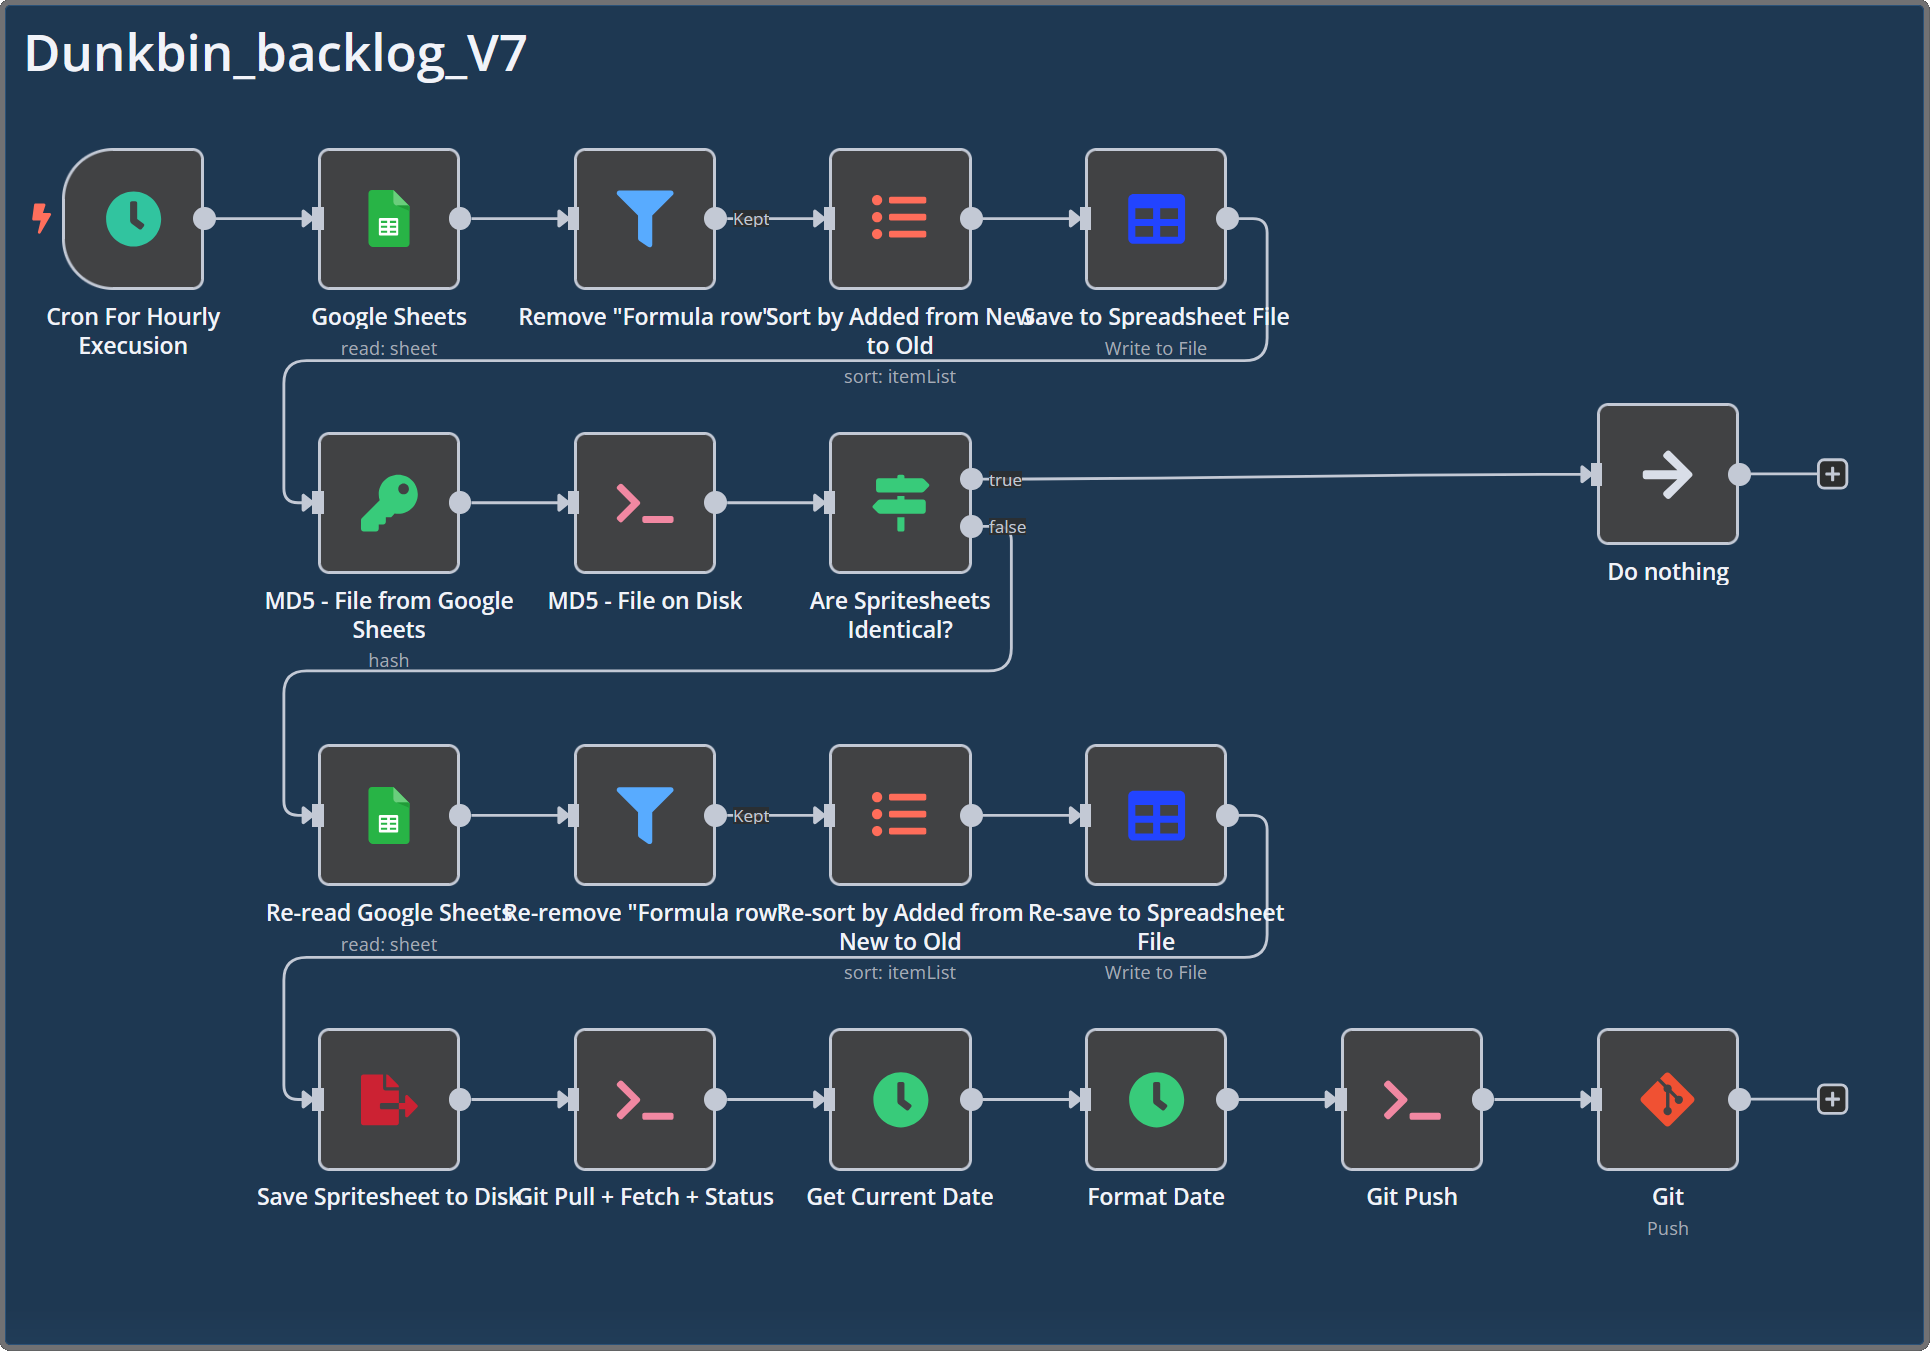 Dunkbin_backlog_V7
Kept
Cron For Hourly
Execusion
Google Sheets
read: sheet
Remove "Formula row"
Sort by Added from New
to Old
sort: itemList
Save to Spreadsheet File
Write to File
true
false
MD5 - File from Google
Sheets
hash
MD5 - File on Disk
Are Spritesheets
Identical?
Do nothing
Kept
Re-read Google Sheets
read: sheet
Re-remove "Formula row"
Re-sort by Added from
New to Old
sort: itemList
Re-save to Spreadsheet
File
Write to File
Save Spritesheet to Disk
Git Pull + Fetch + Status
Get Current Date
Format Date
Git Push
Git
Push